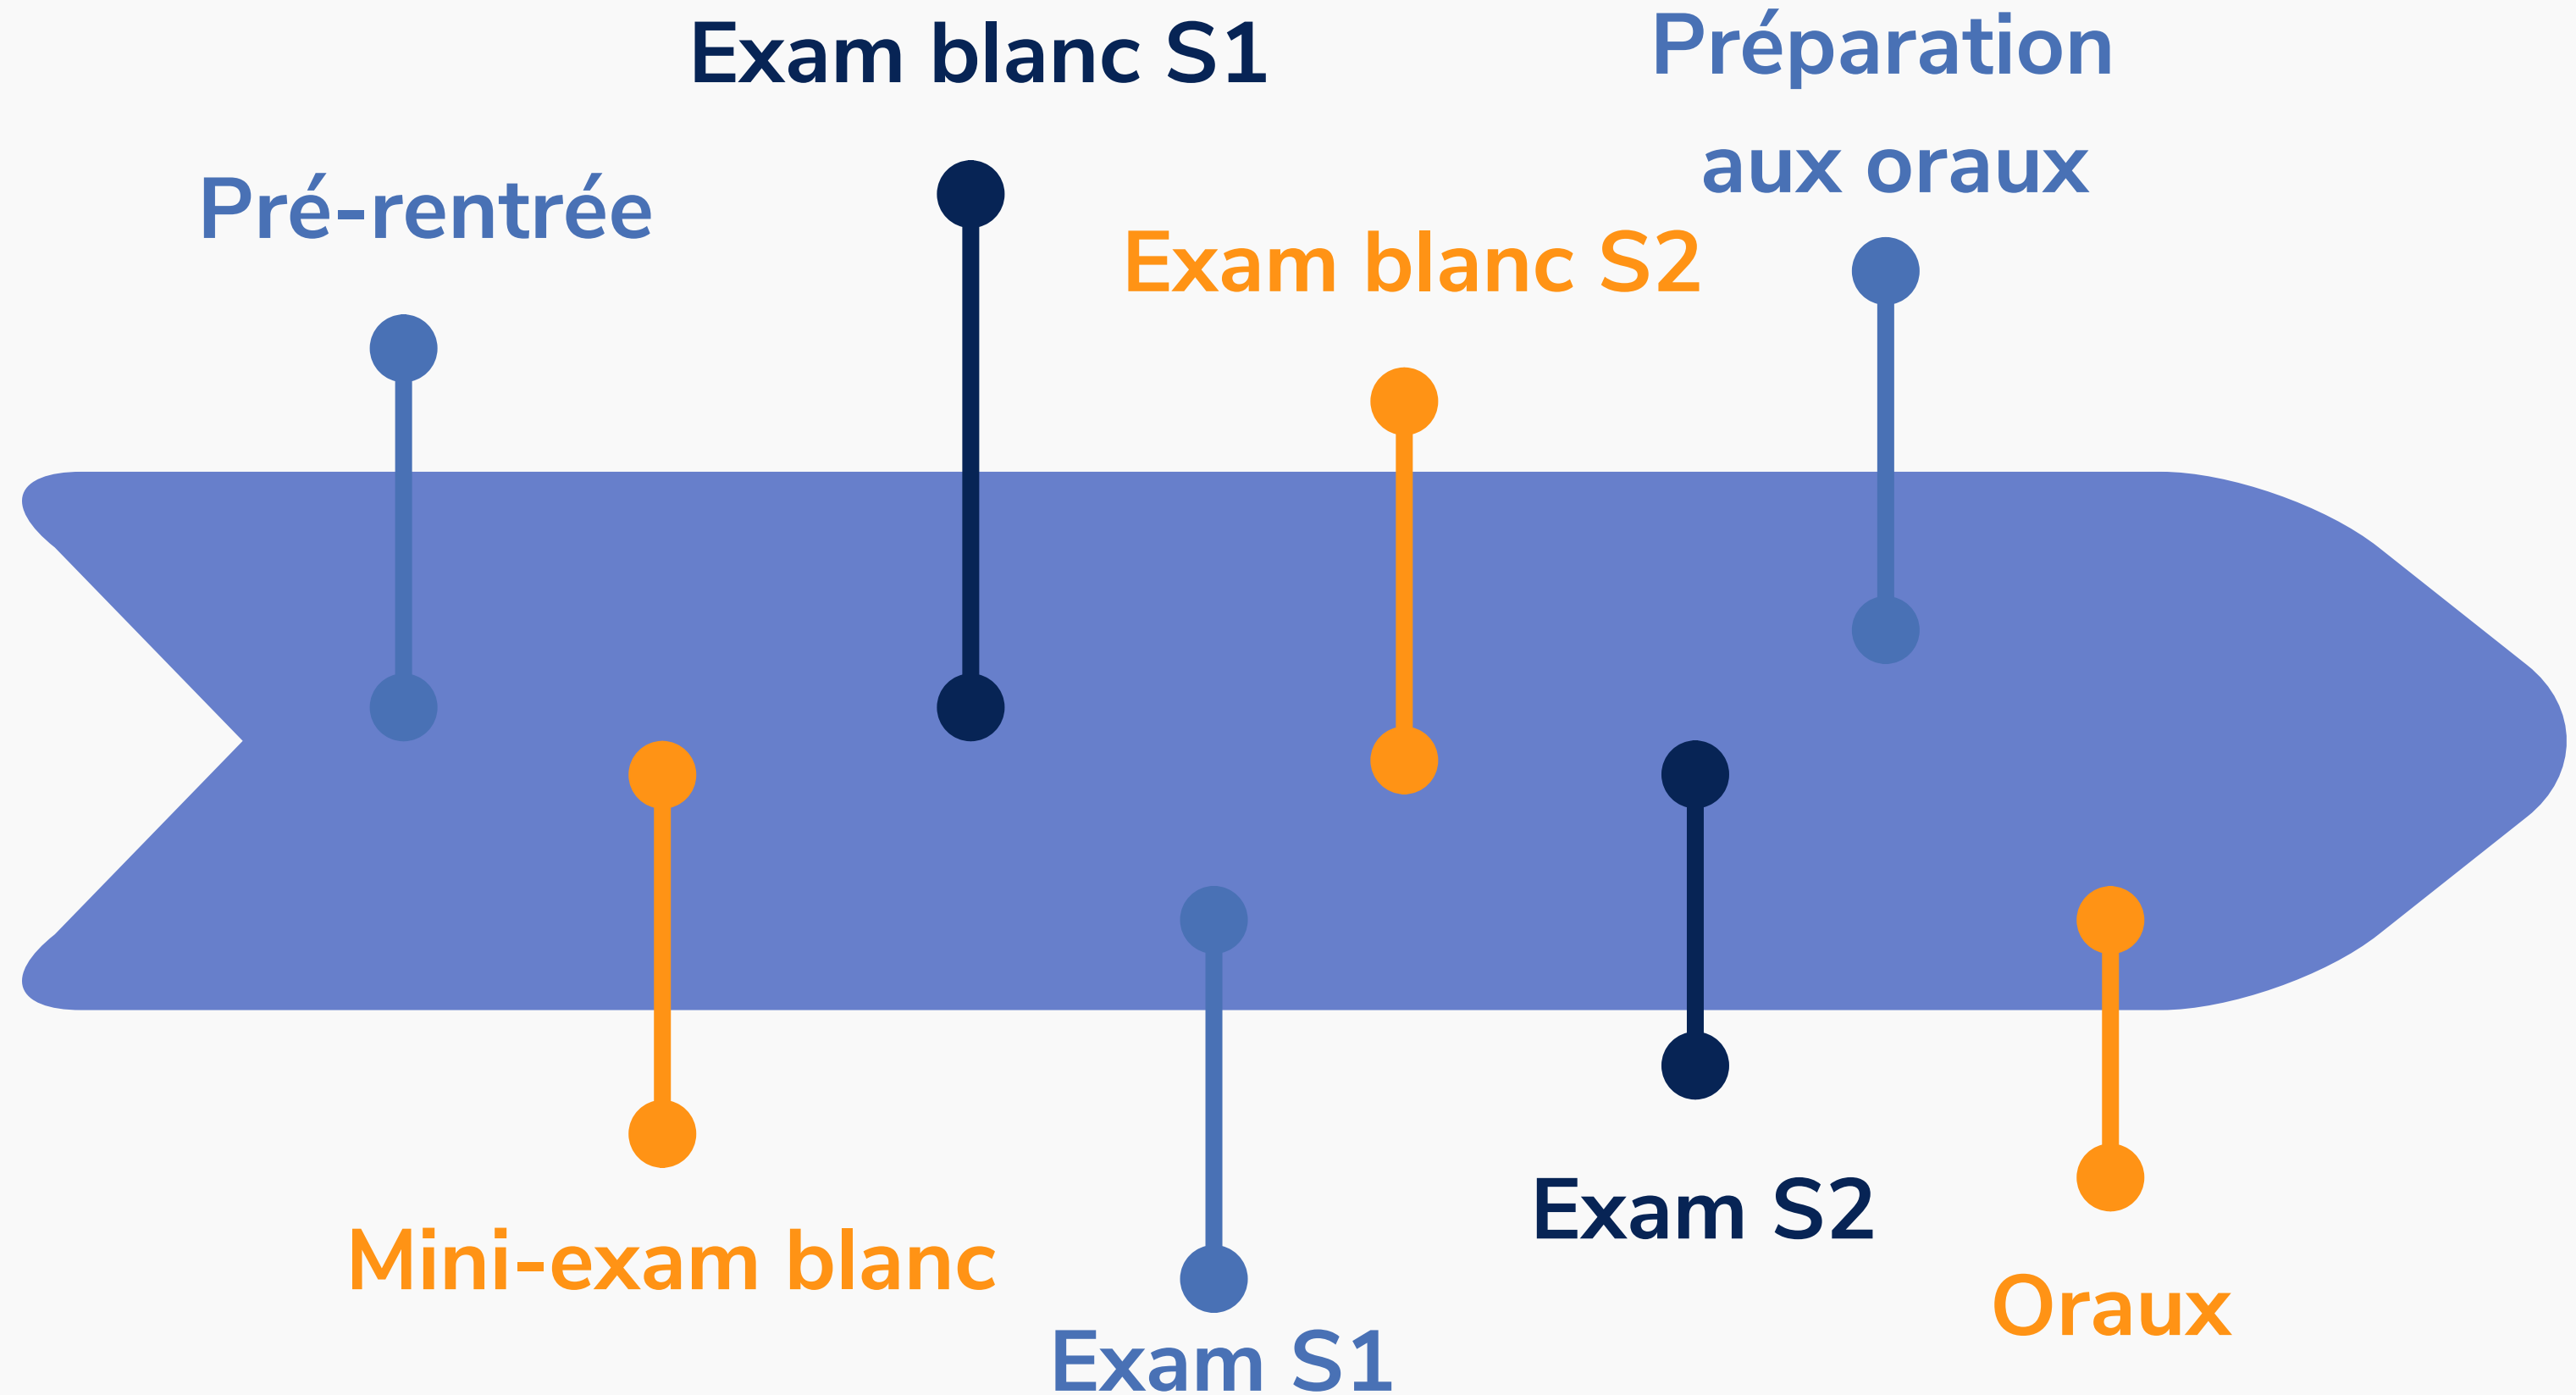 Exam blanc S1
Préparation
aux oraux
Pré-rentrée
Exam blanc S2
Exam S2
Mini-exam blanc
Oraux
Exam S1